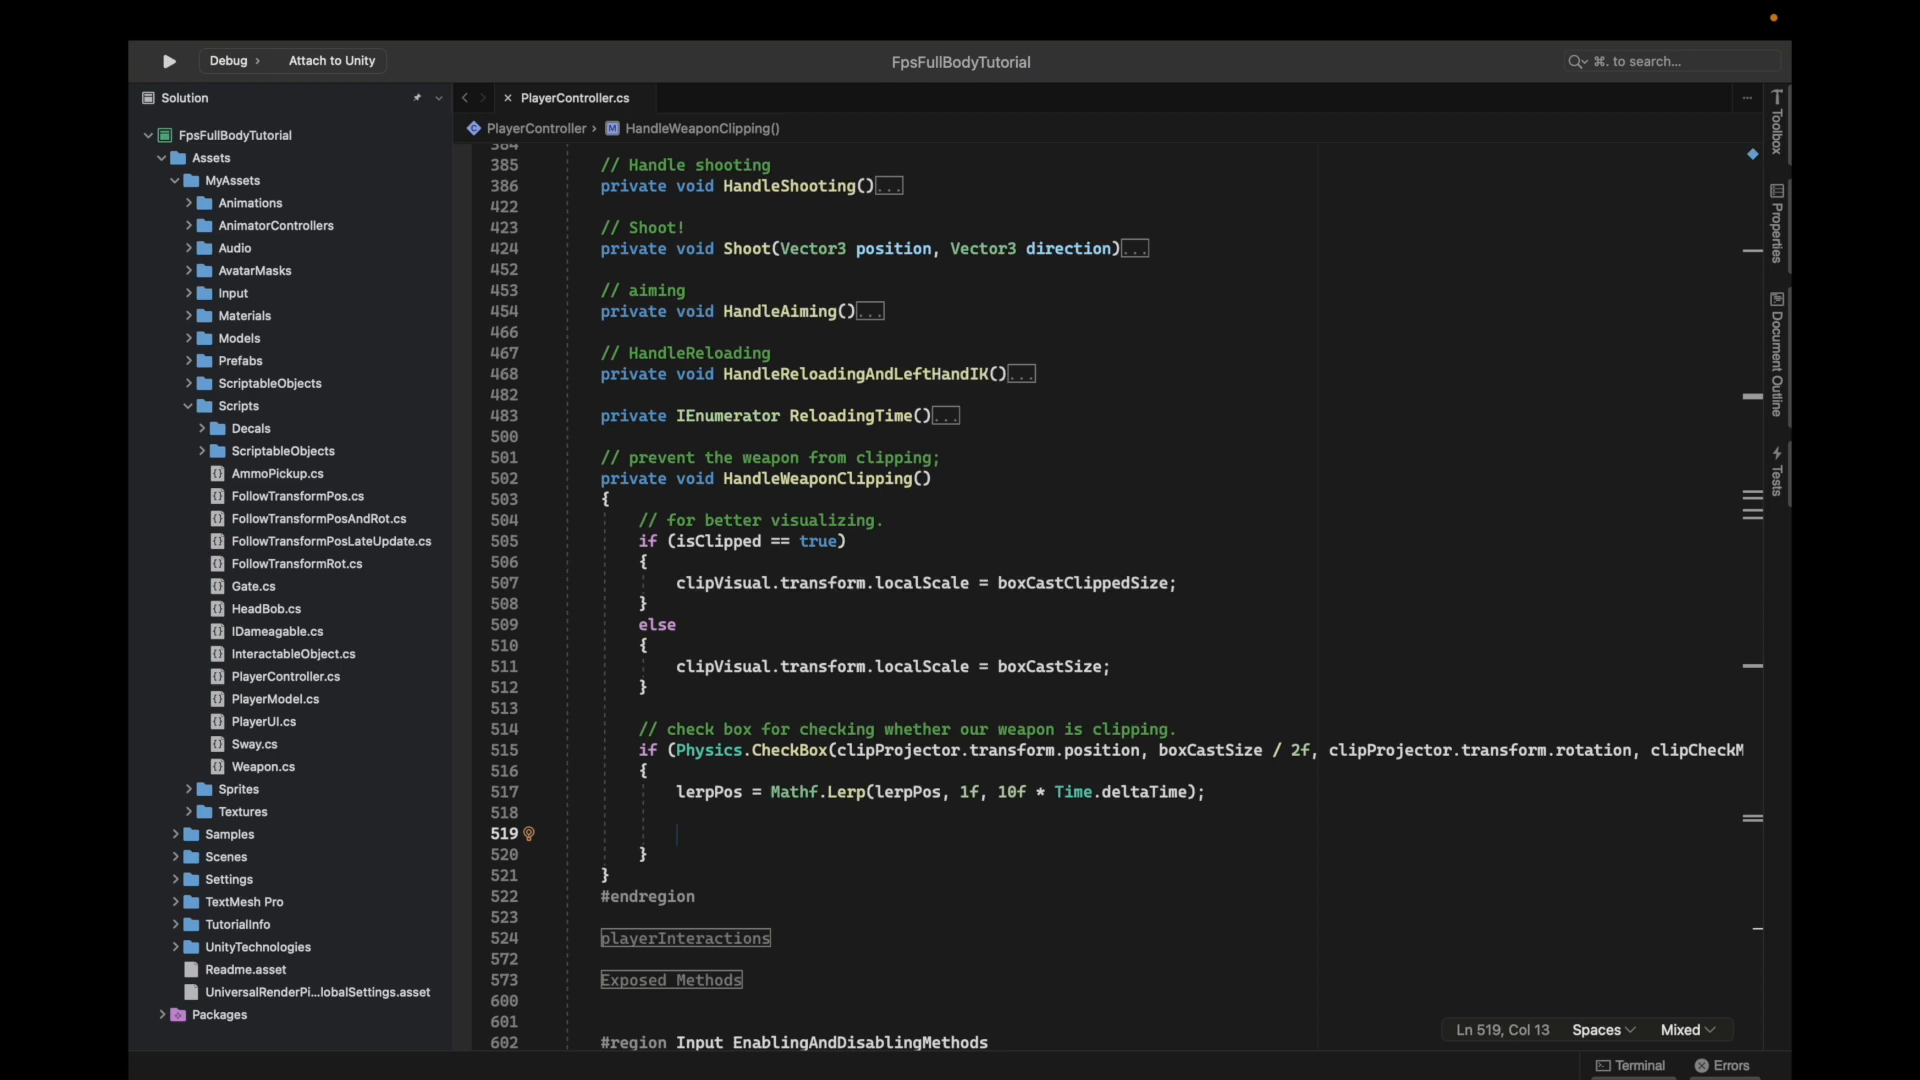 Debug › Attach to Unity
FpsFullBodyTutorial
⌘. to search...
Solution
PlayerController.cs
PlayerController › M HandleWeaponClipping()
FpsFullBodyTutorial
Assets
MyAssets
Animations
AnimatorControllers
Audio
AvatarMasks
Input
Materials
Models
Prefabs
ScriptableObjects
Scripts
Decals
ScriptableObjects
AmmoPickup.cs
FollowTransformPos.cs
FollowTransformPosAndRot.cs
FollowTransformPosLateUpdate.cs
FollowTransformRot.cs
Gate.cs
HeadBob.cs
IDameagable.cs
InteractableObject.cs
PlayerController.cs
PlayerModel.cs
PlayerUI.cs
Sway.cs
Weapon.cs
Sprites
Textures
Samples
Scenes
Settings
TextMesh Pro
TutorialInfo
UnityTechnologies
Readme.asset
UniversalRenderPi...lobalSettings.asset
Packages
384
385 // Handle shooting
386 private void HandleShooting()...
422
423 // Shoot!
424 private void Shoot(Vector3 position, Vector3 direction)...
452
453 // aiming
454 private void HandleAiming()...
466
467 // HandleReloading
468 private void HandleReloadingAndLeftHandIK()...
482
483 private IEnumerator ReloadingTime()...
500
501 // prevent the weapon from clipping;
502 private void HandleWeaponClipping()
503 {
504 // for better visualizing.
505 if (isClipped == true)
506 {
507 clipVisual.transform.localScale = boxCastClippedSize;
508 }
509 else
510 {
511 clipVisual.transform.localScale = boxCastSize;
512 }
513
514 // check box for checking whether our weapon is clipping.
515 if (Physics.CheckBox(clipProjector.transform.position, boxCastSize / 2f, clipProjector.transform.rotation, clipCheckM
516 {
517 lerpPos = Mathf.Lerp(lerpPos, 1f, 10f * Time.deltaTime);
518
519
520 }
521 }
522 #endregion
523
524 playerInteractions
572
573 Exposed Methods
600
601
602 #region Input EnablingAndDisablingMethods
Toolbox
Properties
Document Outline
Tests
Ln 519, Col 13 Spaces Mixed
Terminal Errors